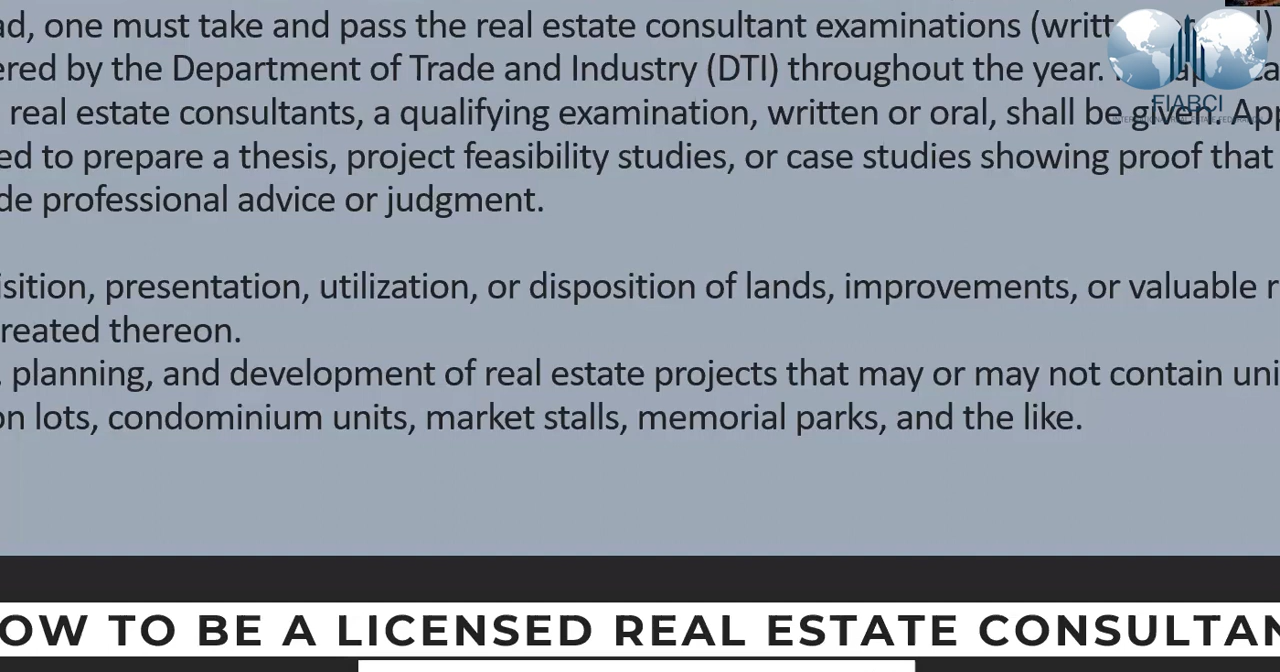 ad, one must take and pass the real estate consultant examinations (writt
ered by the Department of Trade and Industry (DTI) throughout the year.
real estate consultants, a qualifying examination, written or oral, shall be given. App
ed to prepare a thesis, project feasibility studies, or case studies showing proof that
de professional advice or judgment.
isition, presentation, utilization, or disposition of lands, improvements, or valuable r
reated thereon.
planning, and development of real estate projects that may or may not contain uni
on lots, condominium units, market stalls, memorial parks, and the like.
FIABCI
OW TO BE A LICENSED REAL ESTATE CONSULTAN